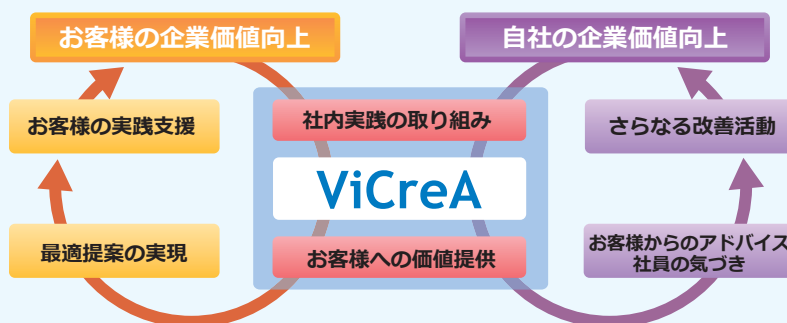 お客様の企業価値向上
自社の企業価値向上
お客様の実践支援
社内実践の取り組み
さらなる改善活動
ViCreA
最適提案の実現
お客様への価値提供
お客様からのアドバイス
社員の気づき